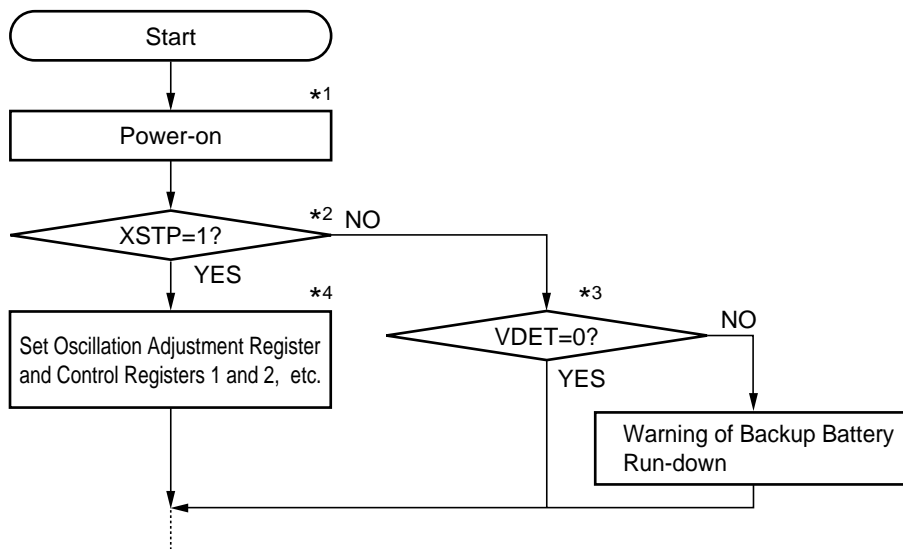 Start
*1
Power-on
*2
XSTP=1?
NO
YES
*4
Set Oscillation Adjustment Register
and Control Registers 1 and 2, etc.
*3
VDET=0?
NO
YES
Warning of Backup Battery
Run-down